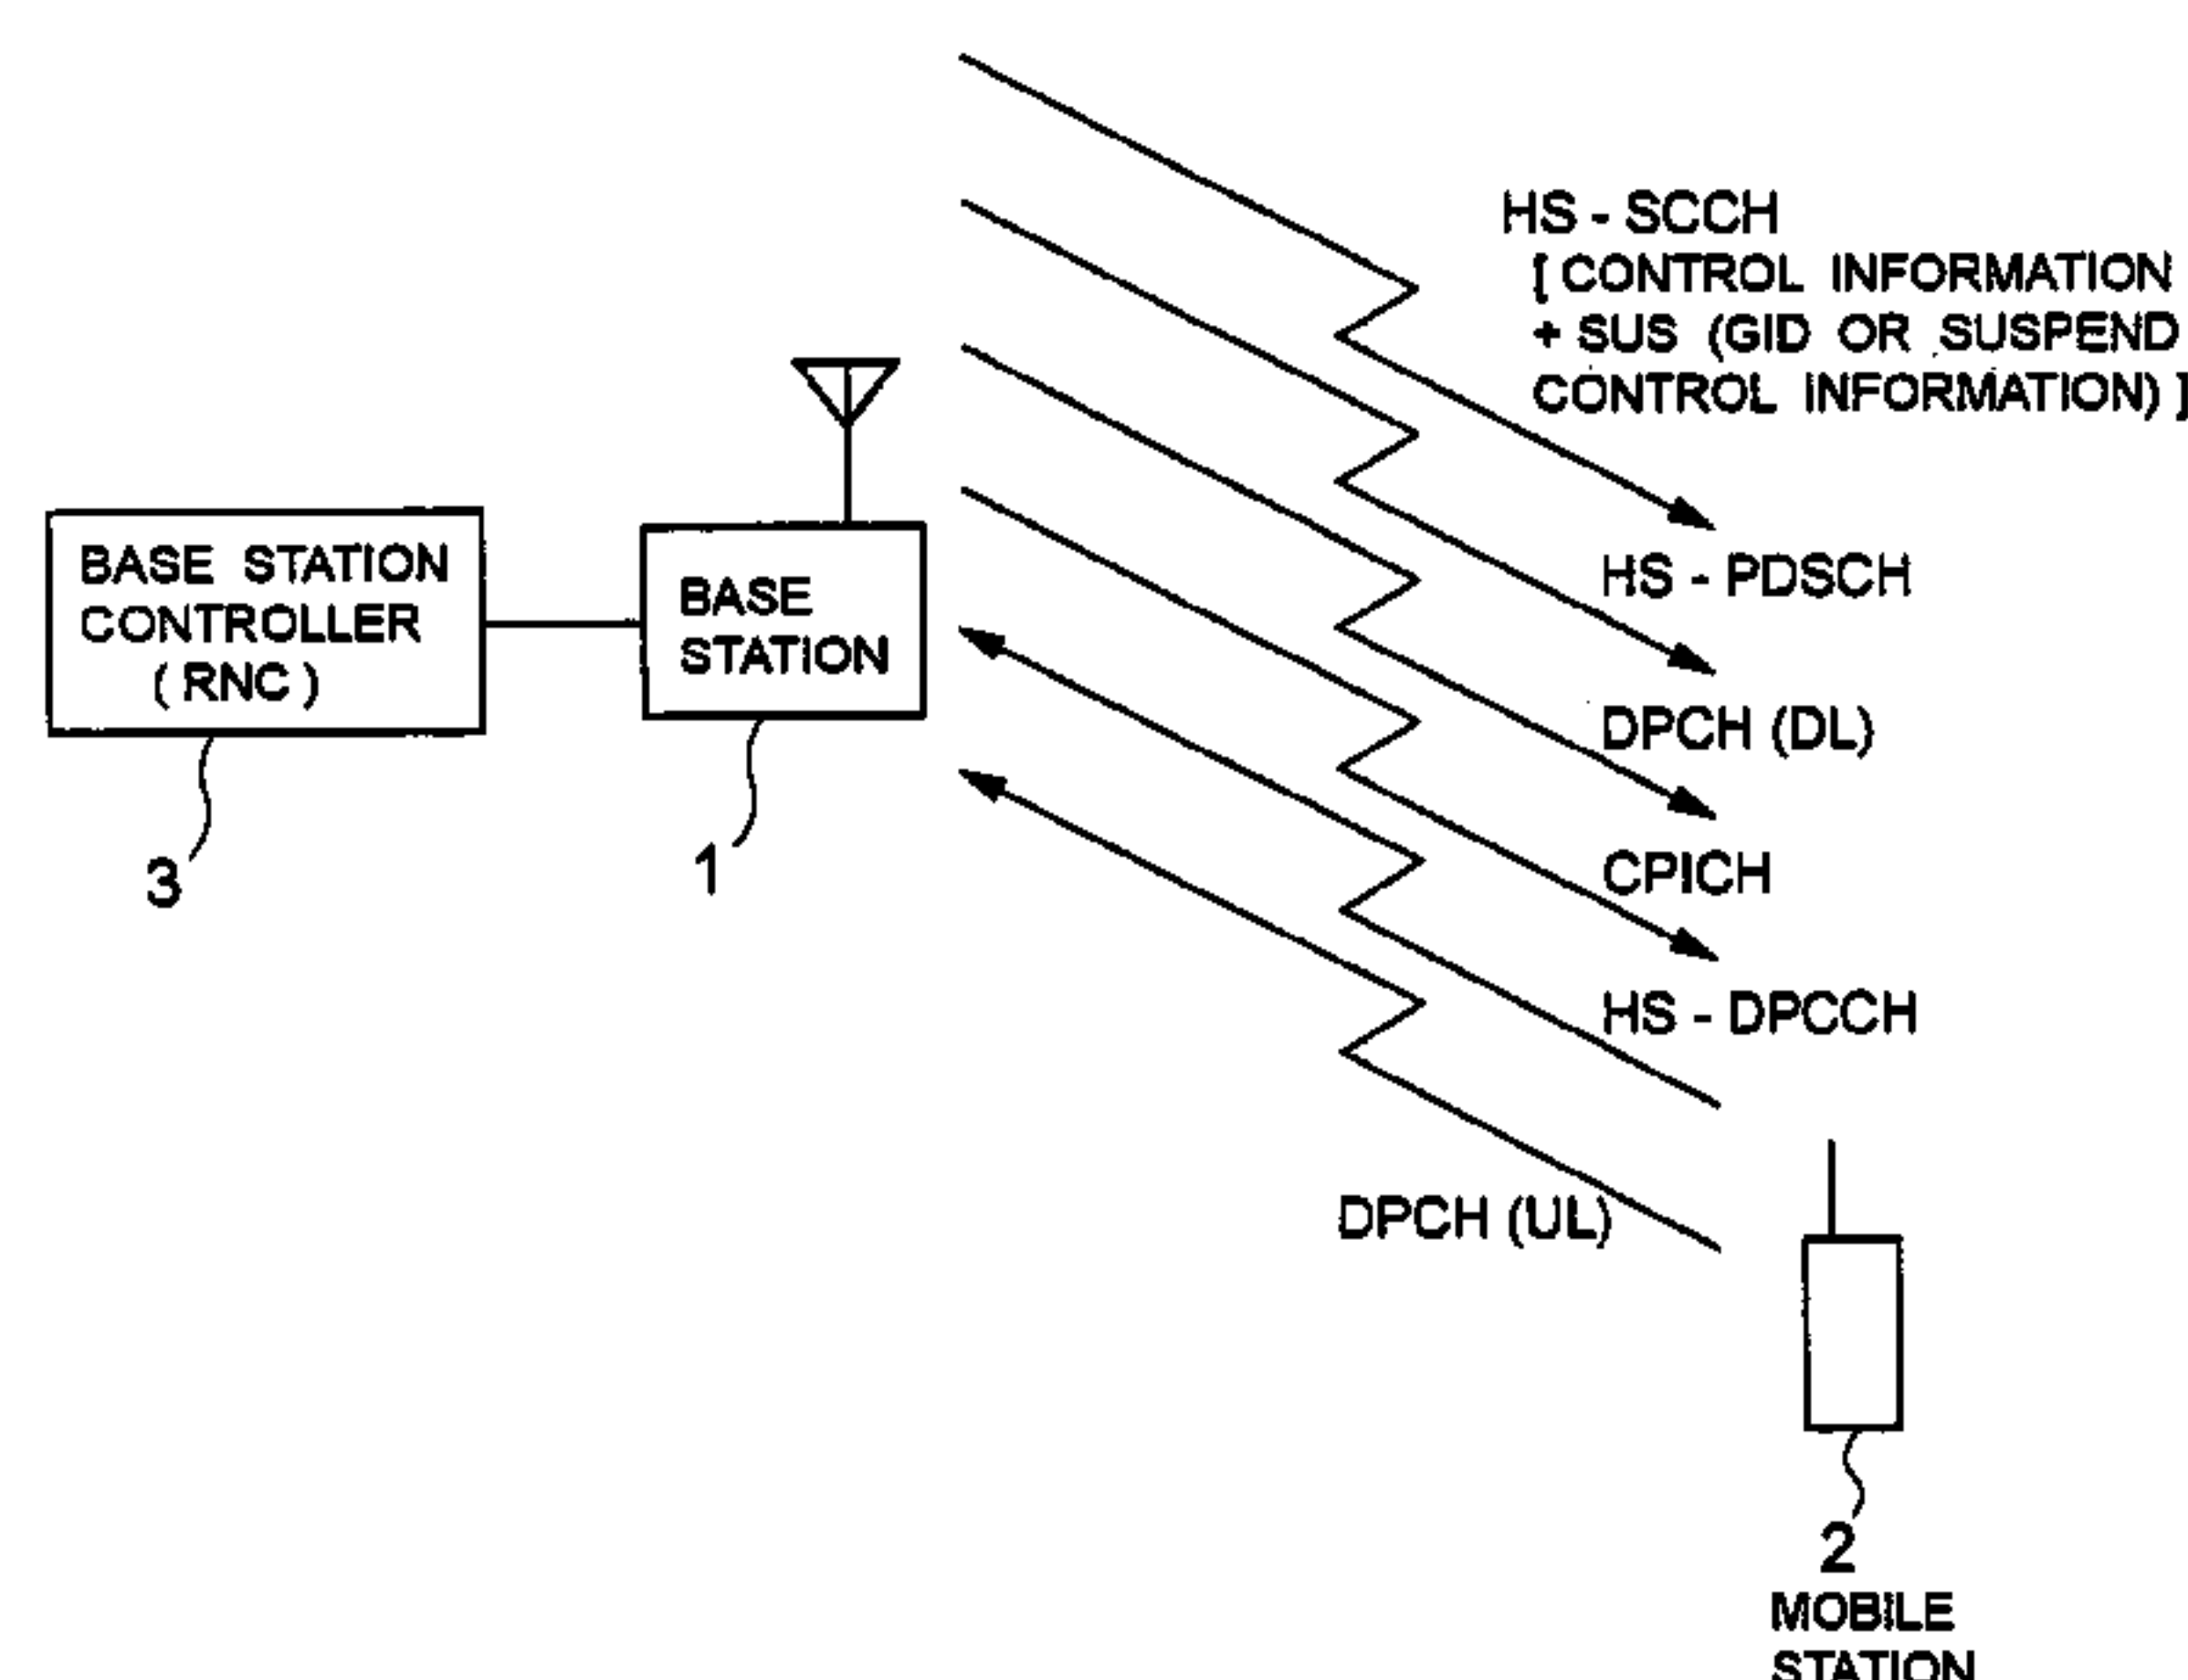 HS - SCCH
[ CONTROL INFORMATION
+ SUS (GID OR SUSPEND
CONTROL INFORMATION) ]
BASE STATION
CONTROLLER
( RNC )
BASE
STATION
HS - PDSCH
DPCH (DL)
CPICH
HS - DPCCH
DPCH (UL)
3
1
2
MOBILE
STATION